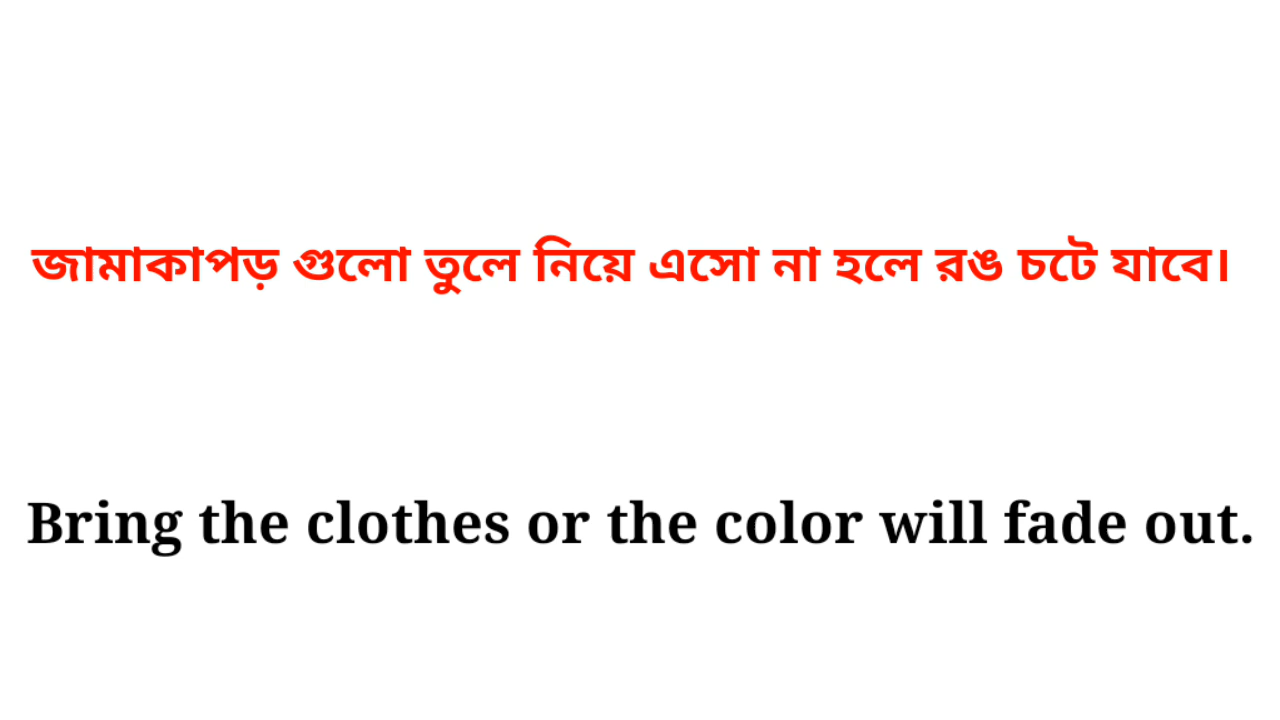 জামাকাপড় গুলো তুলে নিয়ে এসো না হলে রঙ চটে যাবে।
Bring the clothes or the color will fade out.